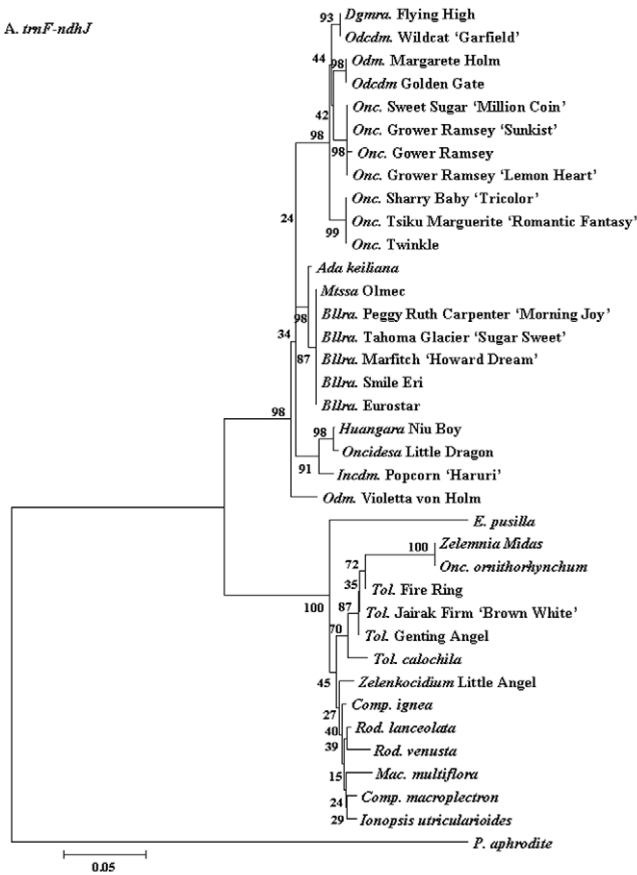 A. trnF-ndhJ
93
Dgmra. Flying High
Odcdm. Wildcat ‘Garfield’
44
98
Odm. Margarete Holm
Odcdm Golden Gate
42
Onc. Sweet Sugar ‘Million Coin’
Onc. Grower Ramsey ‘Sunkist’
98
98
Onc. Gower Ramsey
Onc. Grower Ramsey ‘Lemon Heart’
Onc. Sharry Baby ‘Tricolor’
24
Onc. Tsiku Marguerite ‘Romantic Fantasy’
99
Onc. Twinkle
Ada keiliana
Mtssa Olmec
98
Bllra. Peggy Ruth Carpenter ‘Morning Joy’
34
Bllra. Tahoma Glacier ‘Sugar Sweet’
87
Bllra. Marfitch ‘Howard Dream’
Bllra. Smile Eri
Bllra. Eurostar
98
98
Huangara Niu Boy
Oncidesa Little Dragon
91
Incdm. Popcorn ‘Haruri’
Odm. Violetta von Holm
E. pusilla
100
Zelemnia Midas
72
Onc. ornithorhynchum
35
Tol. Fire Ring
100
87
Tol. Jairak Firm ‘Brown White’
70
Tol. Genting Angel
Tol. calochila
45
Zelenkocidium Little Angel
27
Comp. ignea
40
Rod. lanceolata
39
Rod. venusta
15
Mac. multiflora
24
Comp. macroplectron
29
Ionopsis utricularioides
P. aphrodite
0.05